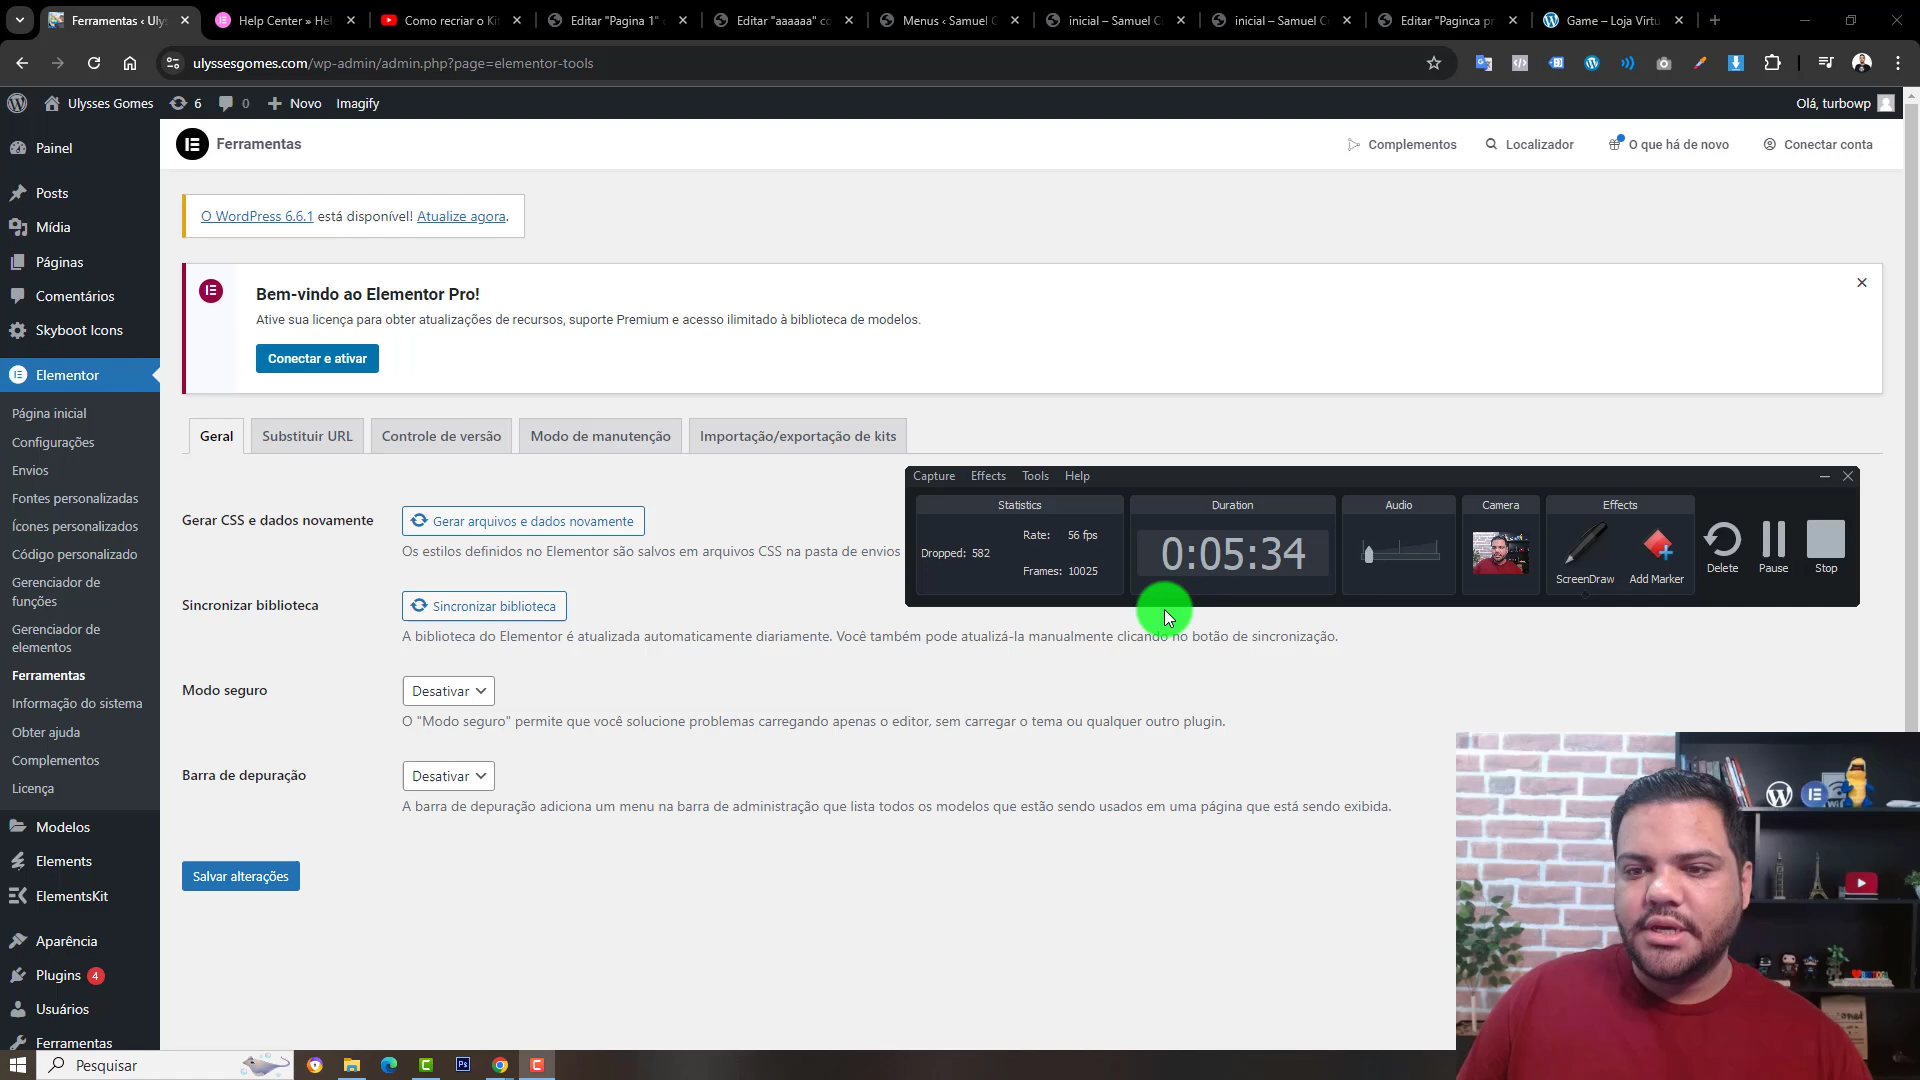 Ferramentas ‹ Ulys
Help Center » Hel
Como recriar o Ki
Editar "Pagina 1" c
Editar "aaaaaa" co
Menus ‹ Samuel C
inicial – Samuel C
inicial – Samuel C
Editar "Paginca pr
Game – Loja Virtu
ulyssesgomes.com/wp-admin/admin.php?page=elementor-tools
Ulysses Gomes
6
0
Novo
Imagify
Olá, turbowp
Ferramentas
Complementos
Localizador
O que há de novo
Conectar conta
Painel
Posts
Mídia
Páginas
Comentários
Skyboot Icons
Elementor
Página inicial
Configurações
Envios
Fontes personalizadas
Ícones personalizados
Código personalizado
Gerenciador de
funções
Gerenciador de
elementos
Ferramentas
Informação do sistema
Obter ajuda
Complementos
Licença
Modelos
Elements
ElementsKit
Aparência
Plugins 4
Usuários
Ferramentas
O WordPress 6.6.1 está disponível! Atualize agora.
Bem-vindo ao Elementor Pro!
Ative sua licença para obter atualizações de recursos, suporte Premium e acesso ilimitado à biblioteca de modelos.
Conectar e ativar
Geral
Substituir URL
Controle de versão
Modo de manutenção
Importação/exportação de kits
Gerar CSS e dados novamente
Gerar arquivos e dados novamente
Os estilos definidos no Elementor são salvos em arquivos CSS na pasta de envios
Sincronizar biblioteca
Sincronizar biblioteca
A biblioteca do Elementor é atualizada automaticamente diariamente. Você também pode atualizá-la manualmente clicando no botão de sincronização.
Modo seguro
Desativar
O "Modo seguro" permite que você solucione problemas carregando apenas o editor, sem carregar o tema ou qualquer outro plugin.
Barra de depuração
Desativar
A barra de depuração adiciona um menu na barra de administração que lista todos os modelos que estão sendo usados em uma página que está sendo exibida.
Salvar alterações
Capture
Effects
Tools
Help
Statistics
Duration
Audio
Camera
Effects
Rate: 56 fps
Dropped: 582
Frames: 10025
0:05:34
ScreenDraw
Add Marker
Delete
Pause
Stop
Pesquisar